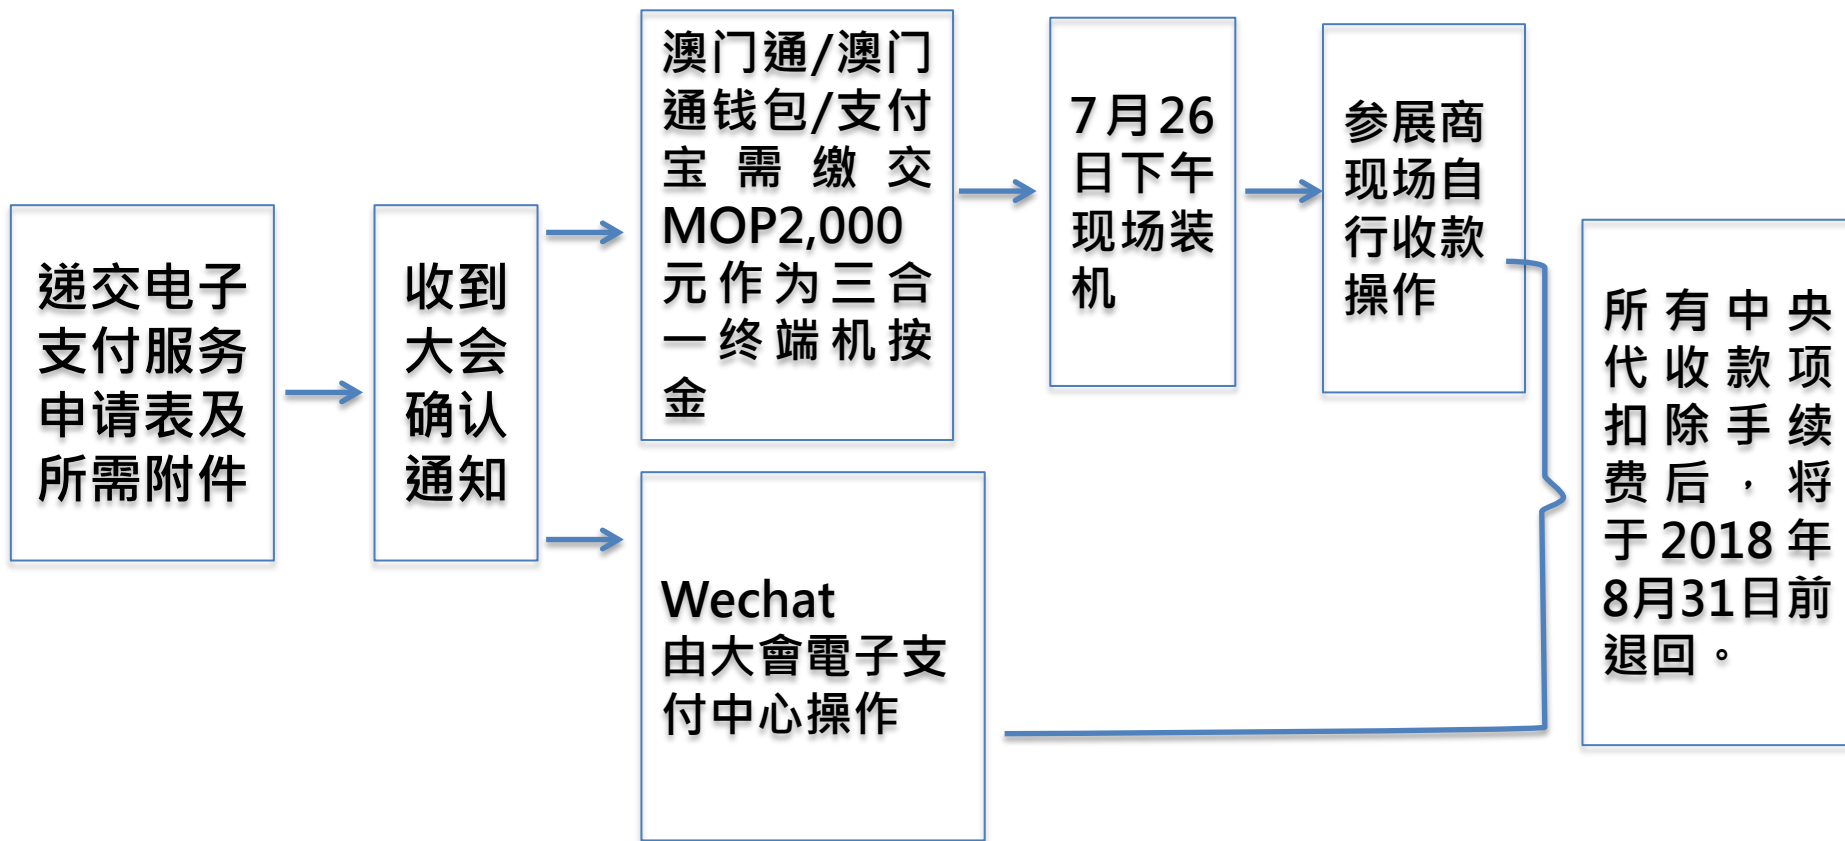 递交电子
支付服务
申请表及
所需附件
收到
大会
确认
通知
澳门通/澳门
通钱包/支付
宝需缴交
MOP2,000
元作为三合
一终端机按
金
7月26
日下午
现场装
机
参展商
现场自
行收款
操作
Wechat
由大會電子支
付中心操作
所有中央
代收款项
扣除手续
费后，将
于2018年
8月31日前
退回。